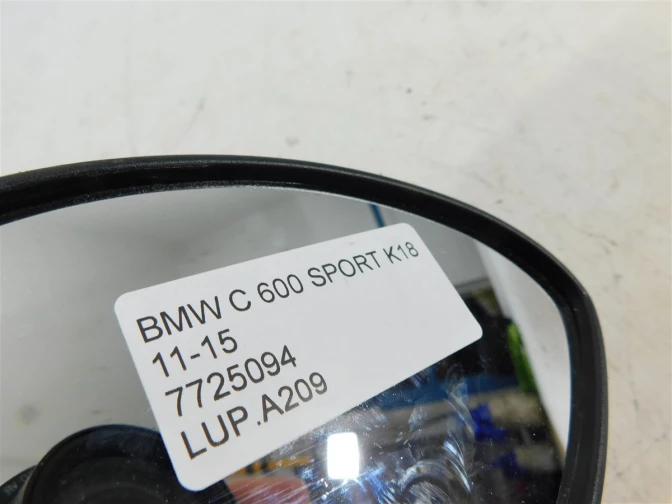 BMW C 600 SPORT K18
11-15
7725094
LUP.A209